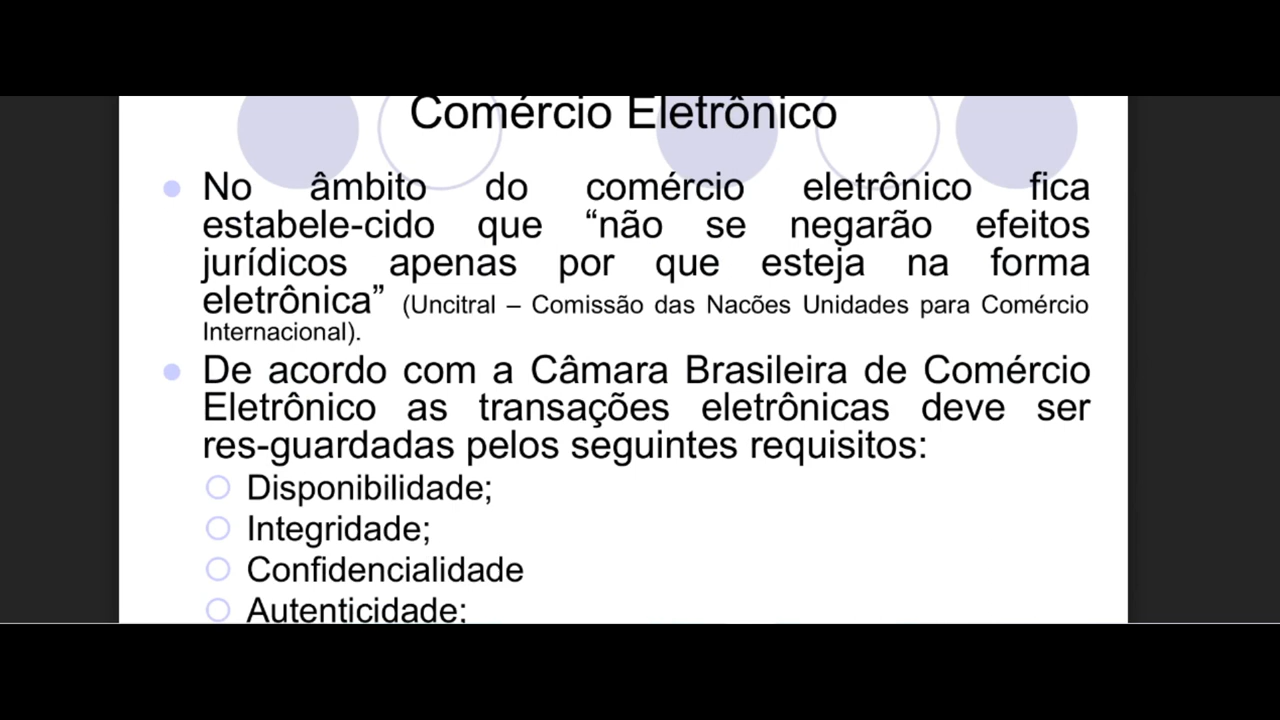 Comércio Eletrônico
No âmbito do comércio eletrônico fica
estabele-cido que “não se negarão efeitos
jurídicos apenas por que esteja na forma
eletrônica” (Uncitral – Comissão das Nacões Unidades para Comércio
Internacional).
De acordo com a Câmara Brasileira de Comércio
Eletrônico as transações eletrônicas deve ser
res-guardadas pelos seguintes requisitos:
Disponibilidade;
Integridade;
Confidencialidade
Autenticidade;